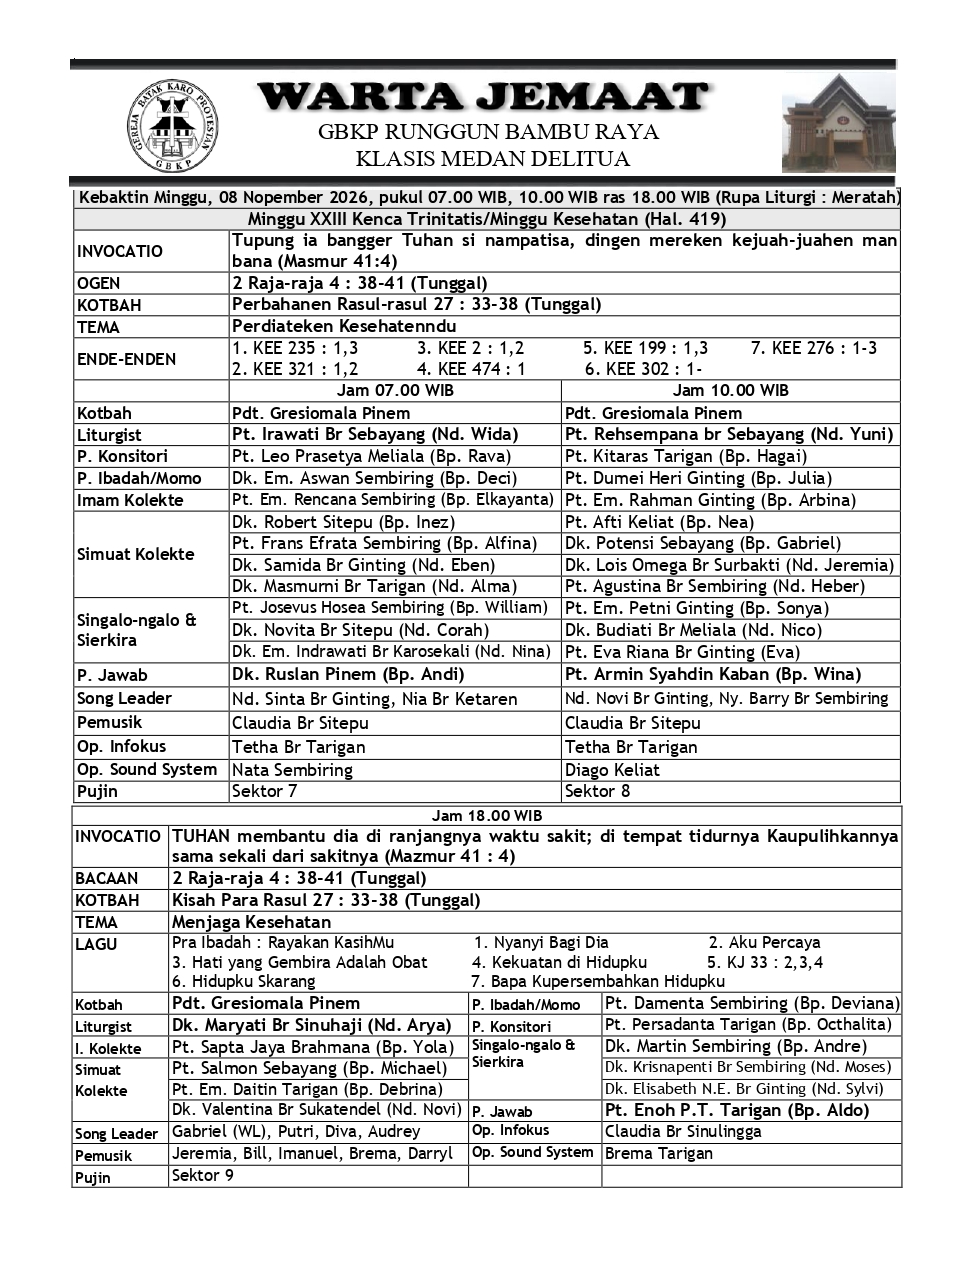 GEREJA BATAK KARO PROTESTAN
GBKP
WARTA JEMAAT
GBKP RUNGGUN BAMBU RAYA
KLASIS MEDAN DELITUA
Kebaktin Minggu, 08 Nopember 2026, pukul 07.00 WIB, 10.00 WIB ras 18.00 WIB (Rupa Liturgi : Meratah)
Minggu XXIII Kenca Trinitatis/Minggu Kesehatan (Hal. 419)
INVOCATIO Tupung ia bangger Tuhan si nampatisa, dingen mereken kejuah-juahen man
bana (Masmur 41:4)
OGEN 2 Raja-raja 4 : 38-41 (Tunggal)
KOTBAH Perbahanen Rasul-rasul 27 : 33-38 (Tunggal)
TEMA Perdiateken Kesehatenndu
ENDE-ENDEN 1. KEE 235 : 1,3 3. KEE 2 : 1,2 5. KEE 199 : 1,3 7. KEE 276 : 1-3
2. KEE 321 : 1,2 4. KEE 474 : 1 6. KEE 302 : 1-
Jam 07.00 WIB Jam 10.00 WIB
Kotbah Pdt. Gresiomala Pinem Pdt. Gresiomala Pinem
Liturgist Pt. Irawati Br Sebayang (Nd. Wida) Pt. Rehsempana br Sebayang (Nd. Yuni)
P. Konsitori Pt. Leo Prasetya Meliala (Bp. Rava) Pt. Kitaras Tarigan (Bp. Hagai)
P. Ibadah/Momo Dk. Em. Aswan Sembiring (Bp. Deci) Pt. Dumei Heri Ginting (Bp. Julia)
Imam Kolekte Pt. Em. Rencana Sembiring (Bp. Elkayanta) Pt. Em. Rahman Ginting (Bp. Arbina)
Simuat Kolekte Dk. Robert Sitepu (Bp. Inez) Pt. Afti Keliat (Bp. Nea)
Pt. Frans Efrata Sembiring (Bp. Alfina) Dk. Potensi Sebayang (Bp. Gabriel)
Dk. Samida Br Ginting (Nd. Eben) Dk. Lois Omega Br Surbakti (Nd. Jeremia)
Dk. Masmurni Br Tarigan (Nd. Alma) Pt. Agustina Br Sembiring (Nd. Heber)
Singalo-ngalo & Pt. Josevus Hosea Sembiring (Bp. William) Pt. Em. Petni Ginting (Bp. Sonya)
Sierkira Dk. Novita Br Sitepu (Nd. Corah) Dk. Budiati Br Meliala (Nd. Nico)
Dk. Em. Indrawati Br Karosekali (Nd. Nina) Pt. Eva Riana Br Ginting (Eva)
P. Jawab Dk. Ruslan Pinem (Bp. Andi) Pt. Armin Syahdin Kaban (Bp. Wina)
Song Leader Nd. Sinta Br Ginting, Nia Br Ketaren Nd. Novi Br Ginting, Ny. Barry Br Sembiring
Pemusik Claudia Br Sitepu Claudia Br Sitepu
Op. Infokus Tetha Br Tarigan Tetha Br Tarigan
Op. Sound System Nata Sembiring Diago Keliat
Pujin Sektor 7 Sektor 8
Jam 18.00 WIB
INVOCATIO TUHAN membantu dia di ranjangnya waktu sakit; di tempat tidurnya Kaupulihkannya
sama sekali dari sakitnya (Mazmur 41 : 4)
BACAAN 2 Raja-raja 4 : 38-41 (Tunggal)
KOTBAH Kisah Para Rasul 27 : 33-38 (Tunggal)
TEMA Menjaga Kesehatan
LAGU Pra Ibadah : Rayakan KasihMu 1. Nyanyi Bagi Dia 2. Aku Percaya
3. Hati yang Gembira Adalah Obat 4. Kekuatan di Hidupku 5. KJ 33 : 2,3,4
6. Hidupku Skarang 7. Bapa Kupersembahkan Hidupku
Kotbah Pdt. Gresiomala Pinem P. Ibadah/Momo Pt. Damenta Sembiring (Bp. Deviana)
Liturgist Dk. Maryati Br Sinuhaji (Nd. Arya) P. Konsitori Pt. Persadanta Tarigan (Bp. Octhalita)
I. Kolekte Pt. Sapta Jaya Brahmana (Bp. Yola) Singalo-ngalo & Dk. Martin Sembiring (Bp. Andre)
Simuat Pt. Salmon Sebayang (Bp. Michael) Sierkira Dk. Krisnapenti Br Sembiring (Nd. Moses)
Kolekte Pt. Em. Daitin Tarigan (Bp. Debrina) Dk. Elisabeth N.E. Br Ginting (Nd. Sylvi)
Dk. Valentina Br Sukatendel (Nd. Novi) P. Jawab Pt. Enoh P.T. Tarigan (Bp. Aldo)
Song Leader Gabriel (WL), Putri, Diva, Audrey Op. Infokus Claudia Br Sinulingga
Pemusik Jeremia, Bill, Imanuel, Brema, Darryl Op. Sound System Brema Tarigan
Pujin Sektor 9